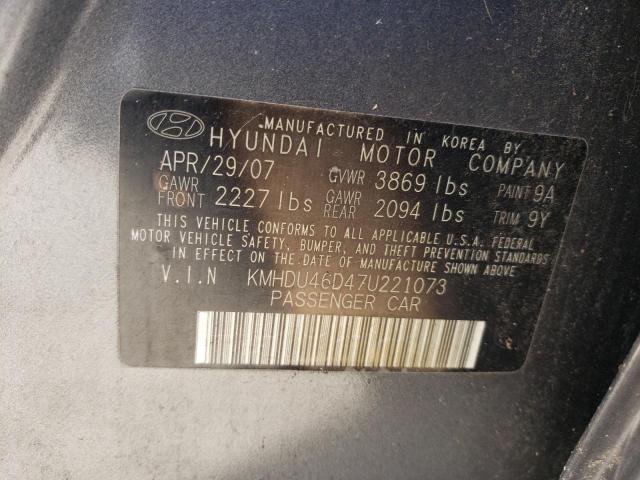 MANUFACTURED IN KOREA BY
HYUNDAI MOTOR COMPANY
APR/29/07 GVWR 3869 lbs PAINT 9A
GAWR FRONT 2227 lbs GAWR REAR 2094 lbs TRIM 9Y
THIS VEHICLE CONFORMS TO ALL APPLICABLE U.S.A. FEDERAL
MOTOR VEHICLE SAFETY, BUMPER, AND THEFT PREVENTION STANDARDS
IN EFFECT ON THE DATE OF MANUFACTURE SHOWN ABOVE.
V.I.N KMHDU46D47U221073
PASSENGER CAR